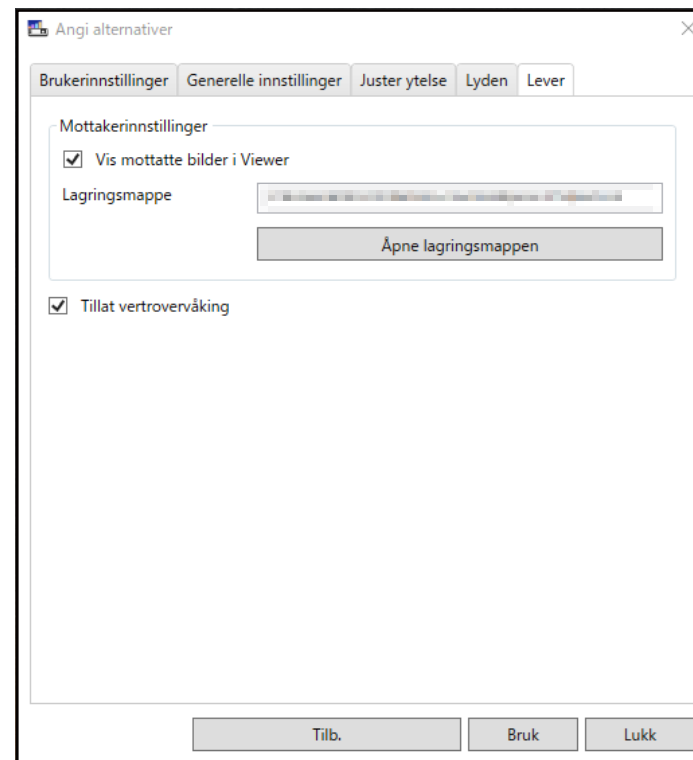 Angi alternativer
Brukerinnstillinger Generelle innstillinger Juster ytelse Lyden Lever
Mottakerinnstillinger
Vis mottatte bilder i Viewer
Lagringsmappe
Åpne lagringsmappen
Tillat vertrovervåking
Tilb. Bruk Lukk